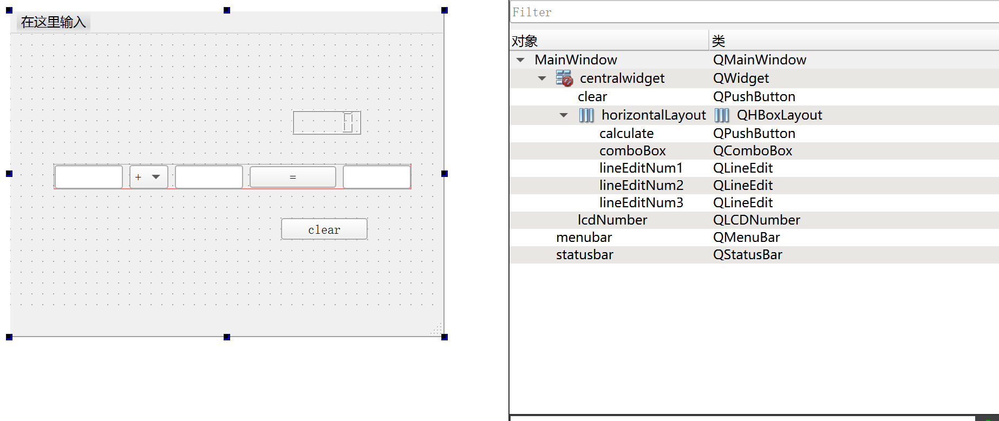 在这里输入
0
+
=
clear
Filter
对象 类
MainWindow QMainWindow
centralwidget QWidget
clear QPushButton
horizontalLayout QHBoxLayout
calculate QPushButton
comboBox QComboBox
lineEditNum1 QLineEdit
lineEditNum2 QLineEdit
lineEditNum3 QLineEdit
lcdNumber QLCDNumber
menubar QMenuBar
statusbar QStatusBar